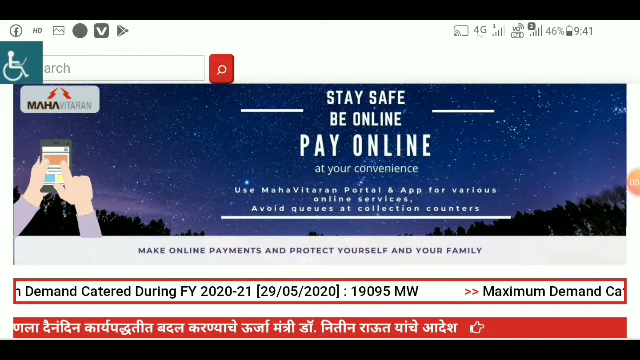 HD 4G 46% 9:41
arch
MAHAVITARAN
STAY SAFE
BE ONLINE
PAY ONLINE
at your convenience
Use MahaVitaran Portal & App for various
online services,
Avoid queues at collection counters
MAKE ONLINE PAYMENTS AND PROTECT YOURSELF AND YOUR FAMILY
n Demand Catered During FY 2020-21 [29/05/2020] : 19095 MW >> Maximum Demand Ca
णला दैनंदिन कार्यपद्धतीत बदल करण्याचे ऊर्जा मंत्री डॉ. नितीन राऊत यांचे आदेश